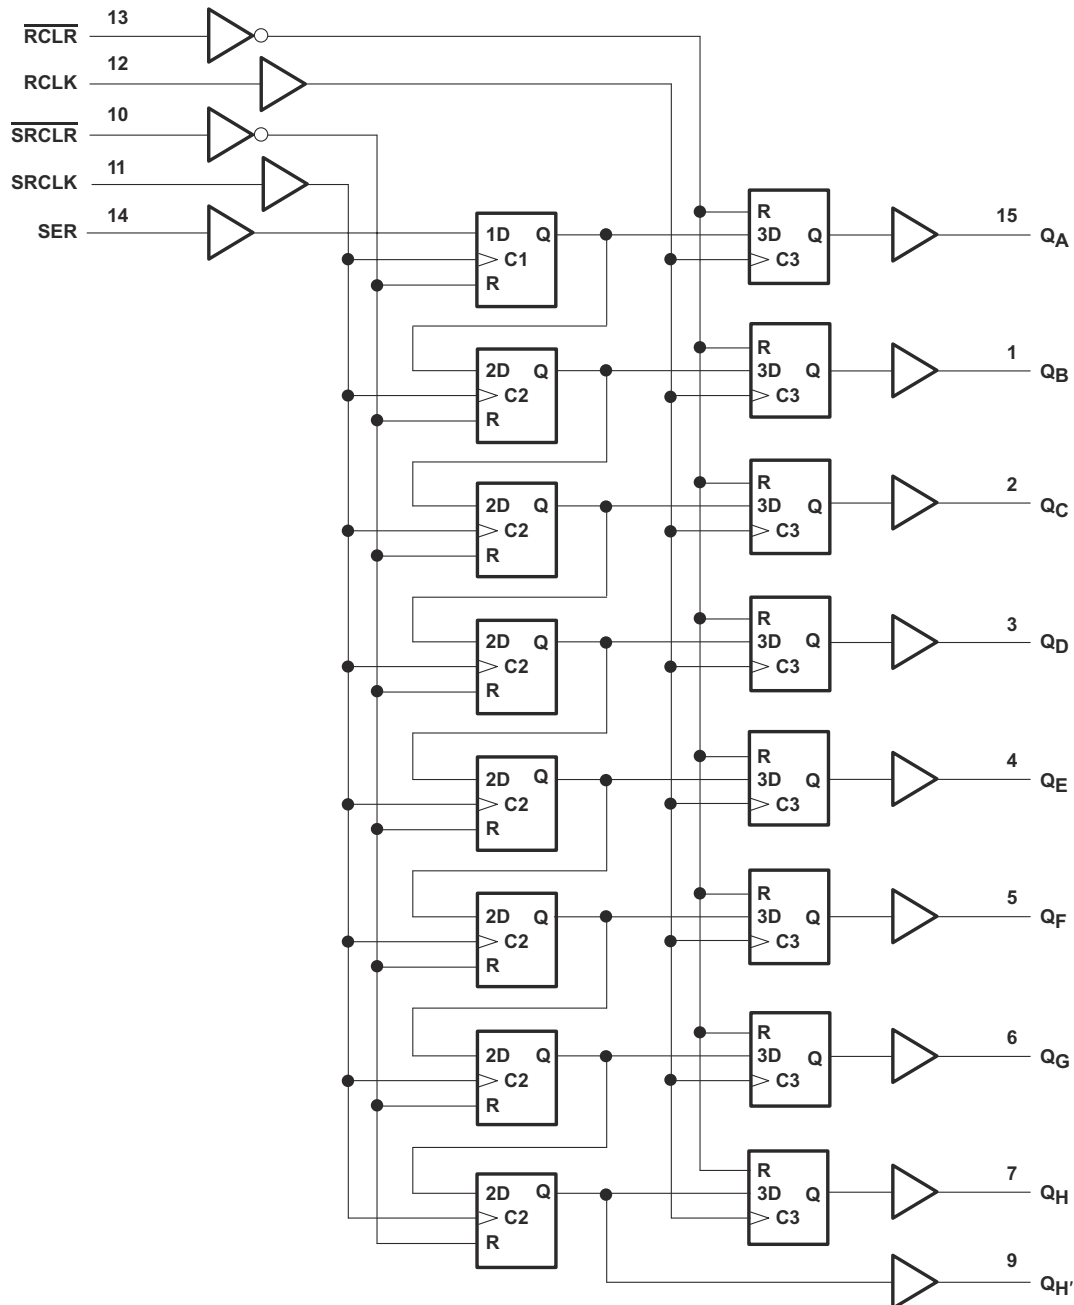 13
R̅C̅L̅R̅
12
RCLK
10
S̅R̅C̅L̅R̅
11
SRCLK
14
SER
1D Q
C1
R
R
3D Q
C3
15
QA
2D Q
C2
R
R
3D Q
C3
1
QB
2D Q
C2
R
R
3D Q
C3
2
QC
2D Q
C2
R
R
3D Q
C3
3
QD
2D Q
C2
R
R
3D Q
C3
4
QE
2D Q
C2
R
R
3D Q
C3
5
QF
2D Q
C2
R
R
3D Q
C3
6
QG
2D Q
C2
R
R
3D Q
C3
7
QH
9
QH′